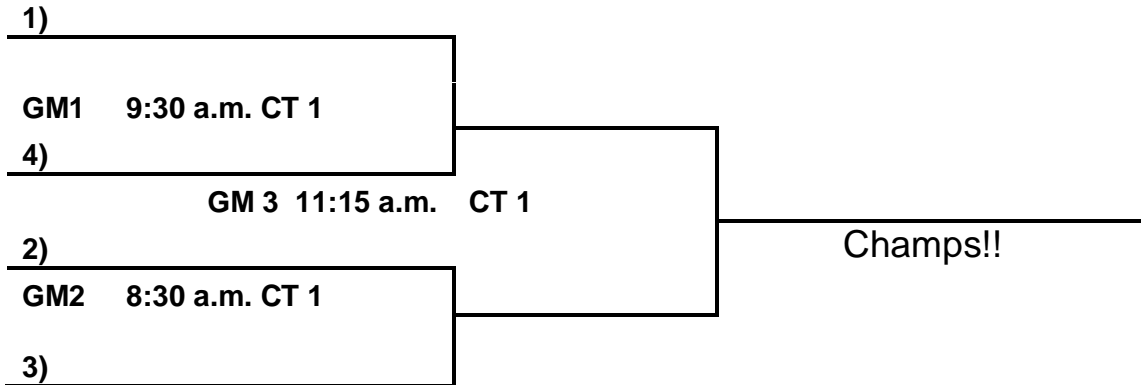 1)
GM1 9:30 a.m. CT 1
4)
GM 3 11:15 a.m. CT 1
2)
Champs!!
GM2 8:30 a.m. CT 1
3)